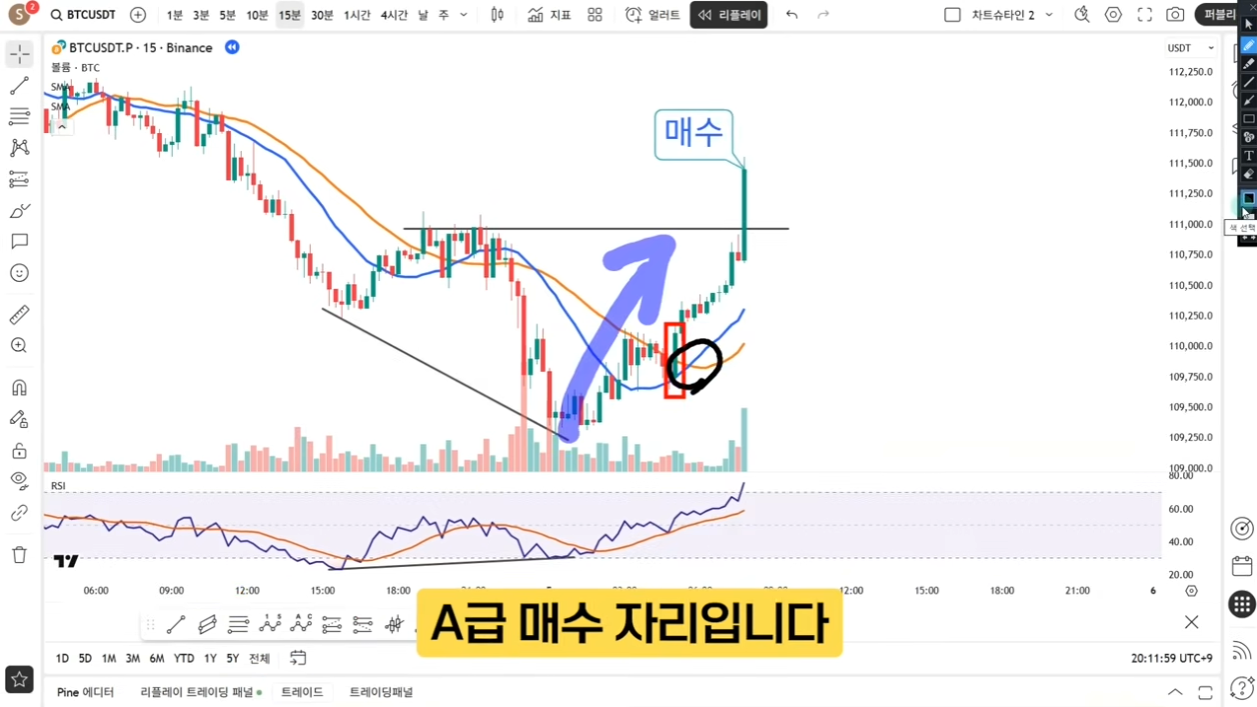 S 2 BTCUSDT 1분 3분 5분 10분 15분 30분 1시간 4시간 날 주 지표 얼러트 리플레이 차트슈타인 2 퍼블리
BTCUSDT.P · 15 · Binance
USDT
볼륨 · BTC
SMA
SMA
매수
112,250.0
112,000.0
111,750.0
111,500.0
111,250.0
111,000.0
110,750.0
110,500.0
110,250.0
110,000.0
109,750.0
109,500.0
109,250.0
109,000.0
색 선택
RSI
80.00
60.00
40.00
20.00
06:00 09:00 12:00 15:00 18:00 12:00 15:00 18:00 21:00 6
A급 매수 자리입니다
1D 5D 1M 3M 6M YTD 1Y 5Y 전체
20:11:59 UTC+9
Pine 에디터 리플레이 트레이딩 패널 트레이드 트레이딩패널